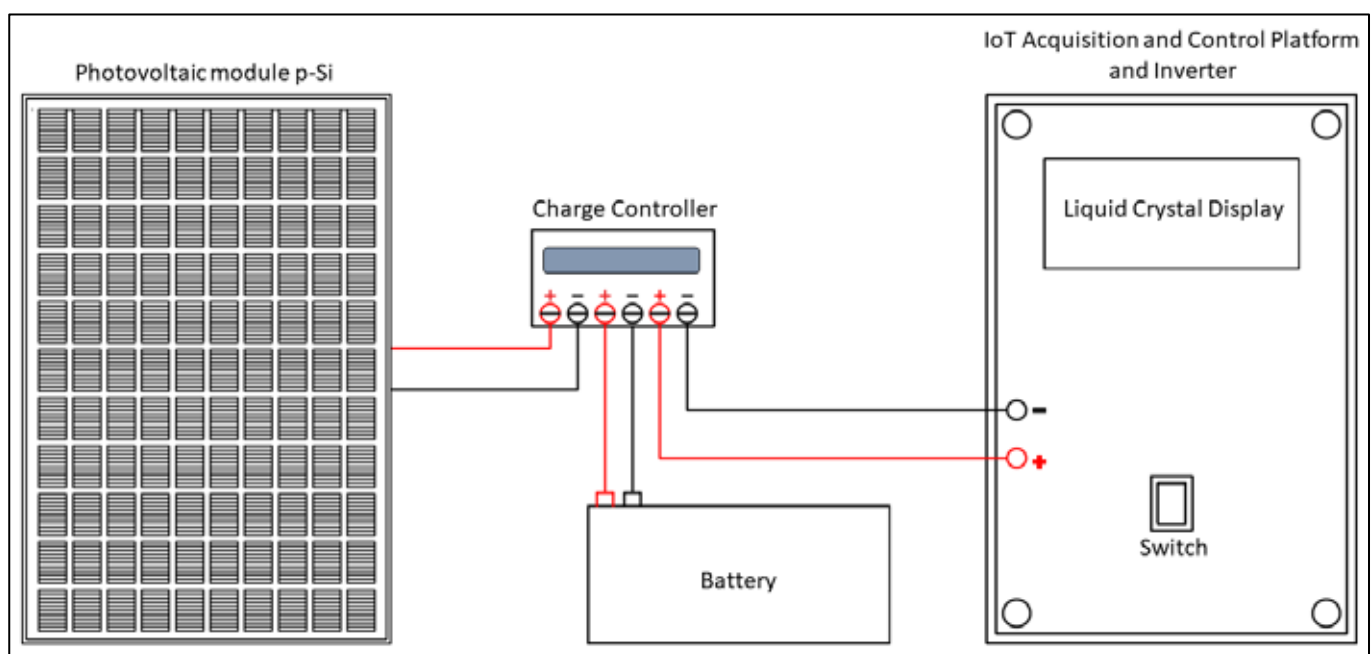 Photovoltaic module p-Si
IoT Acquisition and Control Platform
and Inverter
Charge Controller
Liquid Crystal Display
+ − + − + −
-
+
Switch
Battery